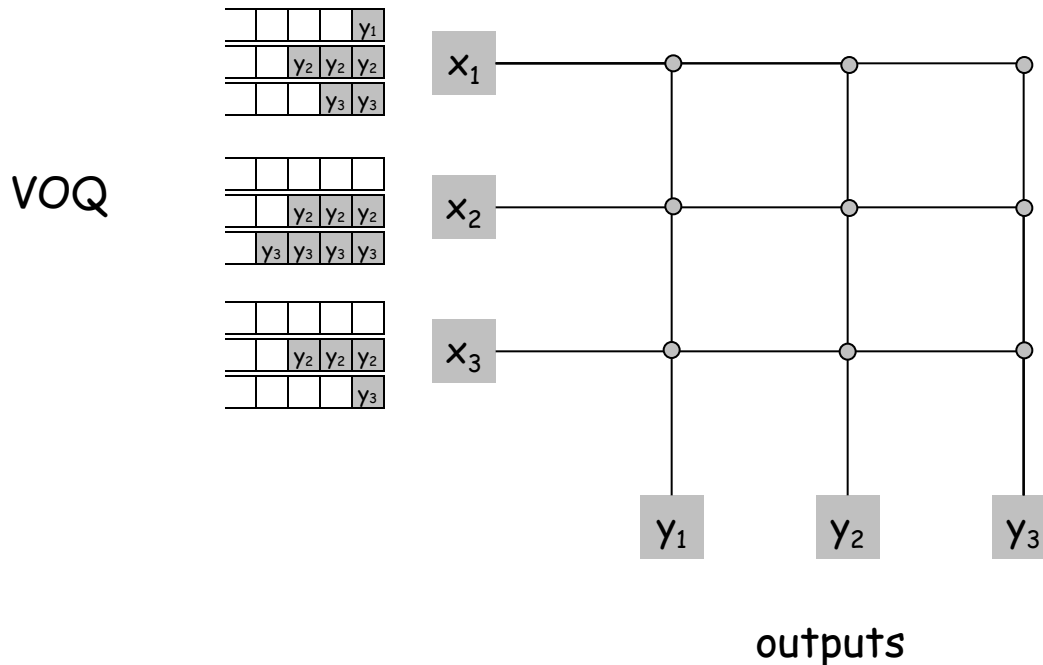 y₁
y₂ y₂ y₂
y₃ y₃
x₁
VOQ
y₂ y₂ y₂
y₃ y₃ y₃ y₃
x₂
y₂ y₂ y₂
y₃
x₃
y₁ y₂ y₃
outputs